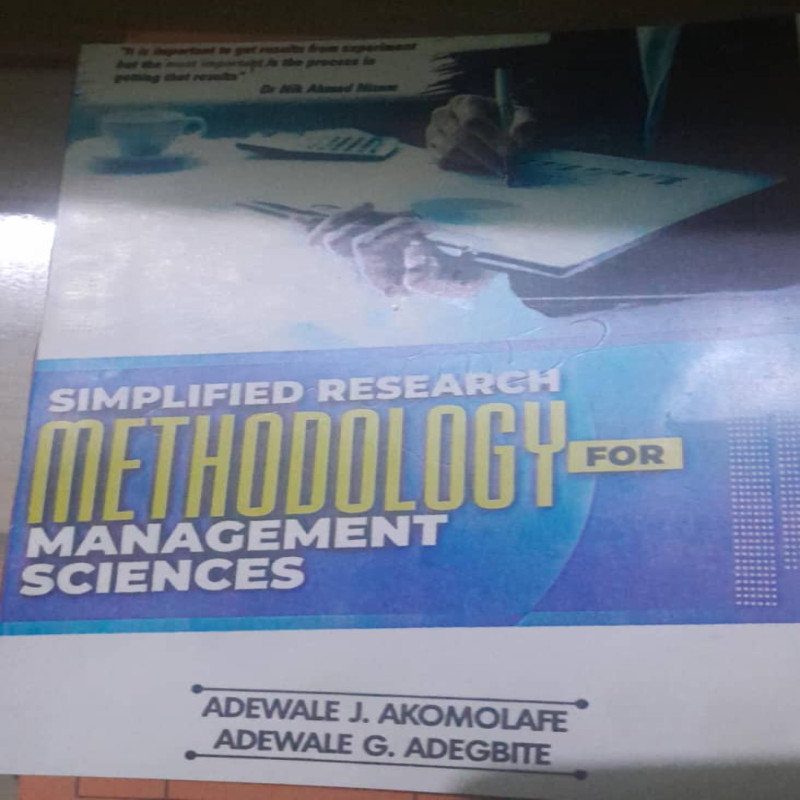 "It is important to get results from experiment
but the most important is the process in
getting that results"
Dr Nik Ahmad Nizam
SIMPLIFIED RESEARCH
METHODOLOGY FOR
MANAGEMENT
SCIENCES
ADEWALE J. AKOMOLAFE
ADEWALE G. ADEGBITE